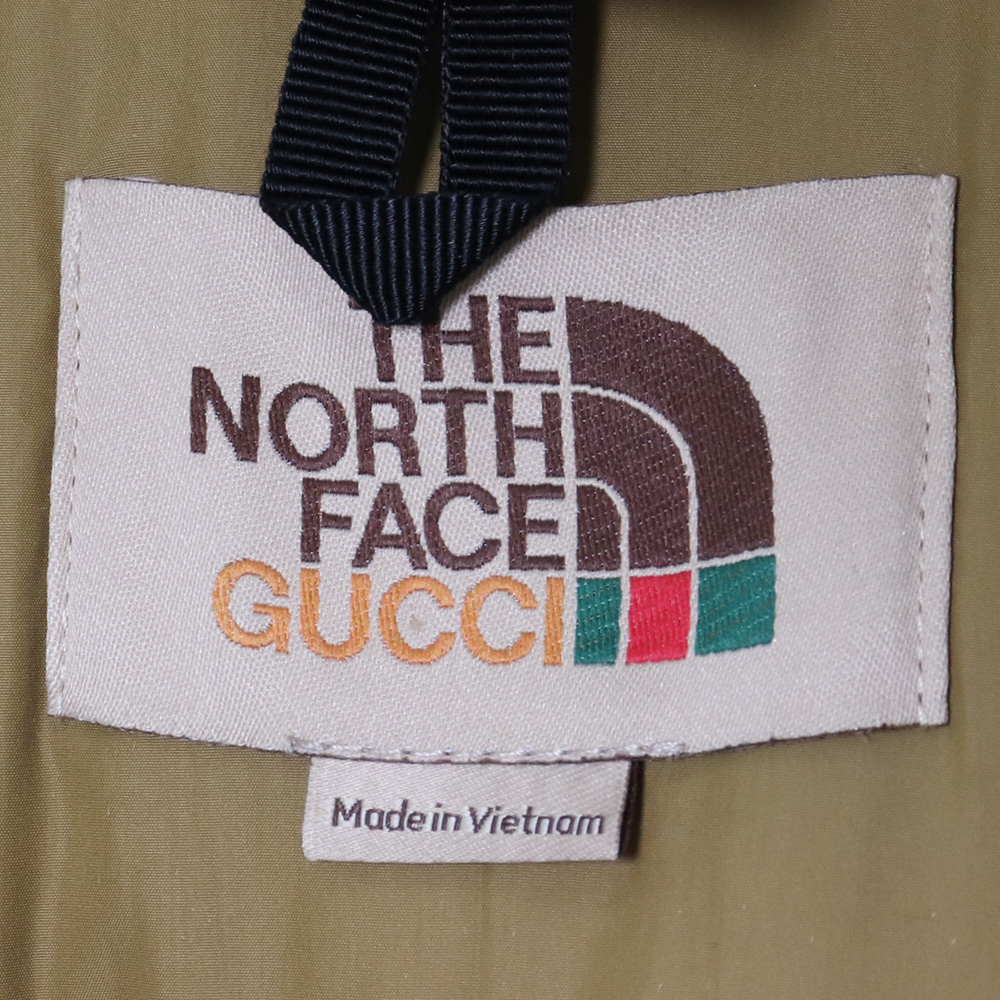 THE
NORTH
FACE
GUCCI
Made in Vietnam